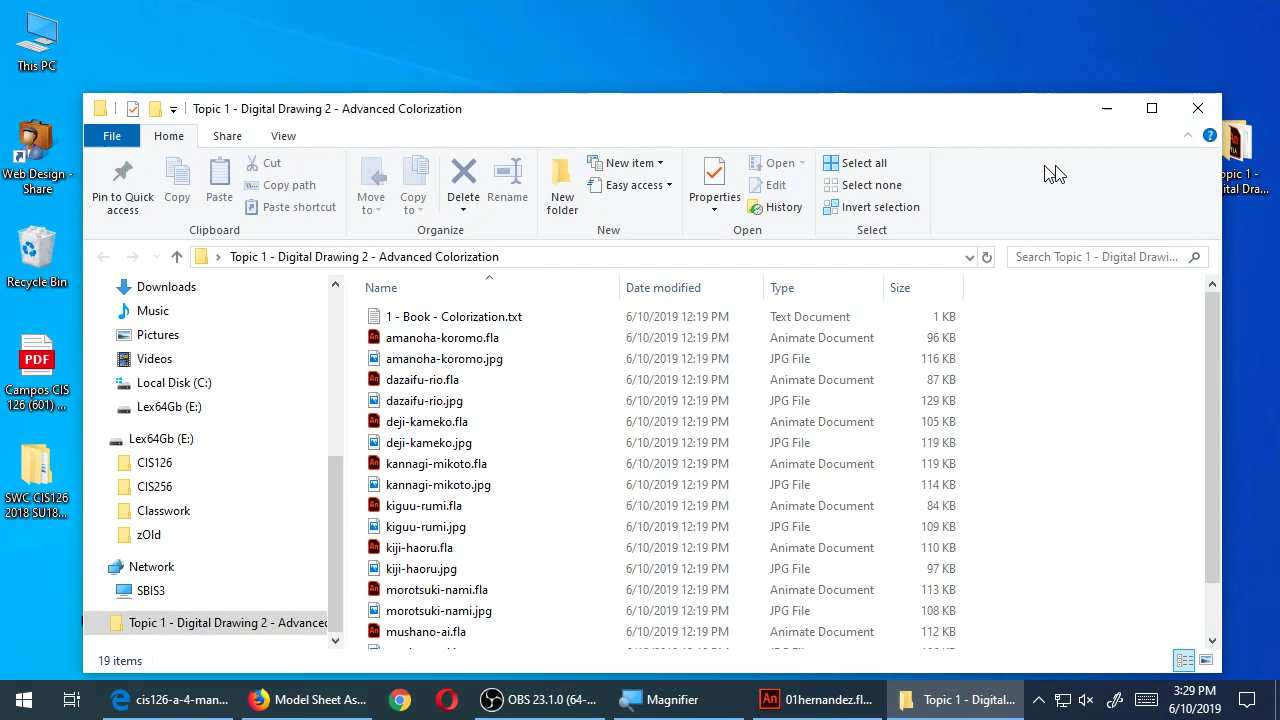 This PC
Web Design -
Share
Recycle Bin
PDF
Campos CIS
126 (601) ...
SWC CIS126
2018 SU18...
opic 1 -
ital Dra...
Topic 1 - Digital Drawing 2 - Advanced Colorization
File
Home
Share
View
Pin to Quick
access
Copy
Paste
Cut
Copy path
Paste shortcut
Clipboard
Move
to
Copy
to
Delete
Rename
Organize
New
folder
New item
Easy access
New
Properties
Open
Edit
History
Open
Select all
Select none
Invert selection
Select
Topic 1 - Digital Drawing 2 - Advanced Colorization
Search Topic 1 - Digital Drawi...
Downloads
Music
Pictures
Videos
Local Disk (C:)
Lex64Gb (E:)
Lex64Gb (E:)
CIS126
CIS256
Classwork
zOld
Network
SBIS3
Topic 1 - Digital Drawing 2 - Advanced
Name Date modified Type Size
1 - Book - Colorization.txt 6/10/2019 12:19 PM Text Document 1 KB
amanoha-koromo.fla 6/10/2019 12:19 PM Animate Document 96 KB
amanoha-koromo.jpg 6/10/2019 12:19 PM JPG File 116 KB
dazaifu-rio.fla 6/10/2019 12:19 PM Animate Document 87 KB
dazaifu-rio.jpg 6/10/2019 12:19 PM JPG File 129 KB
deji-kameko.fla 6/10/2019 12:19 PM Animate Document 105 KB
deji-kameko.jpg 6/10/2019 12:19 PM JPG File 119 KB
kannagi-mikoto.fla 6/10/2019 12:19 PM Animate Document 119 KB
kannagi-mikoto.jpg 6/10/2019 12:19 PM JPG File 114 KB
kiguu-rumi.fla 6/10/2019 12:19 PM Animate Document 84 KB
kiguu-rumi.jpg 6/10/2019 12:19 PM JPG File 109 KB
kiji-haoru.fla 6/10/2019 12:19 PM Animate Document 110 KB
kiji-haoru.jpg 6/10/2019 12:19 PM JPG File 97 KB
morotsuki-nami.fla 6/10/2019 12:19 PM Animate Document 113 KB
morotsuki-nami.jpg 6/10/2019 12:19 PM JPG File 108 KB
mushano-ai.fla 6/10/2019 12:19 PM Animate Document 112 KB
19 items
cis126-a-4-man...
Model Sheet As...
OBS 23.1.0 (64-...
Magnifier
An
01hernandez.fl...
Topic 1 - Digital...
3:29 PM
6/10/2019